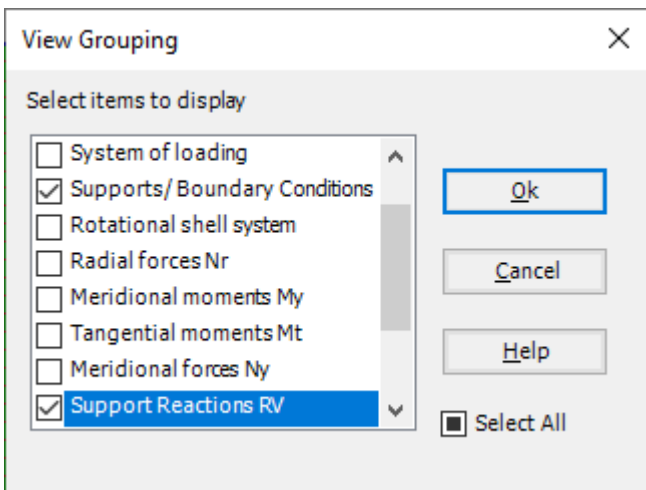 View Grouping
Select items to display
System of loading
Supports/ Boundary Conditions
Rotational shell system
Radial forces Nr
Meridional moments My
Tangential moments Mt
Meridional forces Ny
Support Reactions RV
Ok
Cancel
Help
Select All